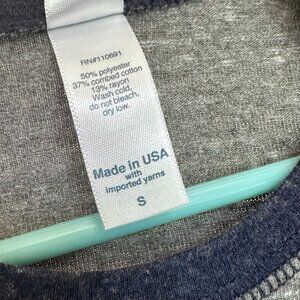 RN#110691
50% polyester
37% combed cotton
13% rayon
Wash cold,
do not bleach,
dry low.
Made in USA
with
imported yarns
S